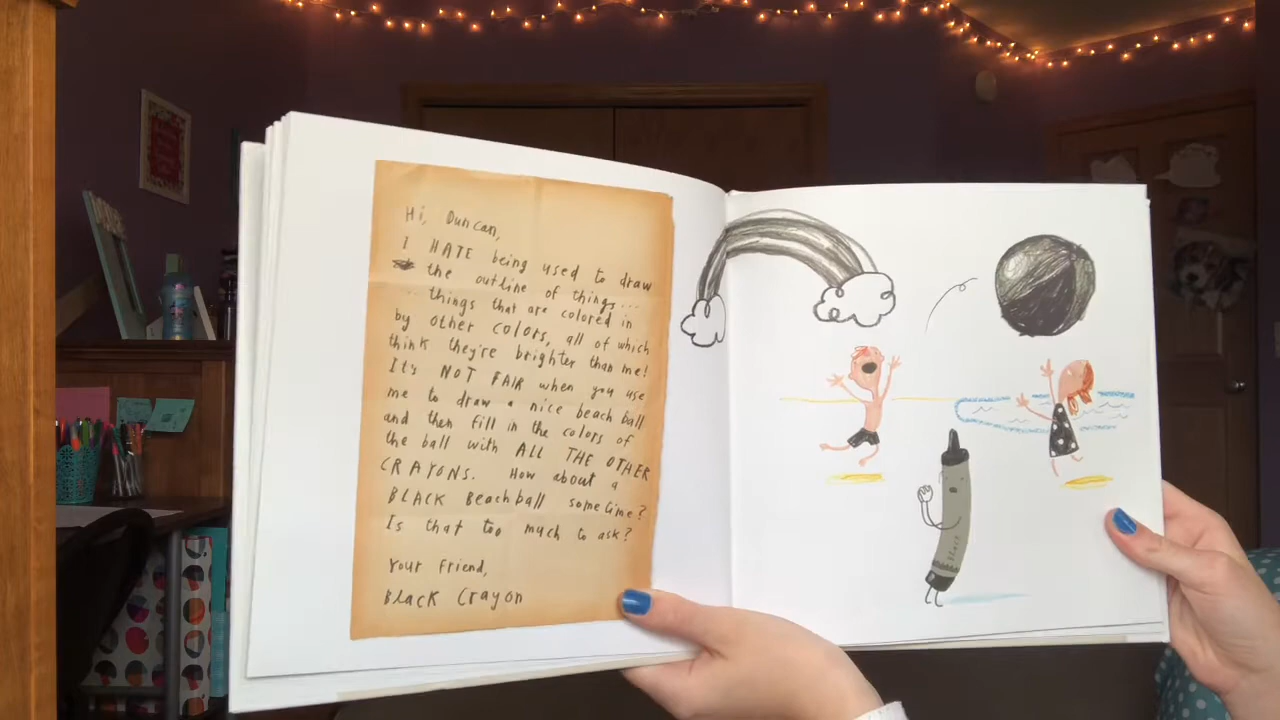 Hi, Duncan,
I HATE being used to draw
the outline of things...
things that are colored in
by other colors, all of which
think they're brighter than me!
It's NOT FAIR when you use
me to draw a nice beach ball
and then fill in the colors of
the ball with ALL THE OTHER
CRAYONS. How about a
BLACK Beach ball sometime?
Is that too much to ask?
Your Friend,
Black Crayon